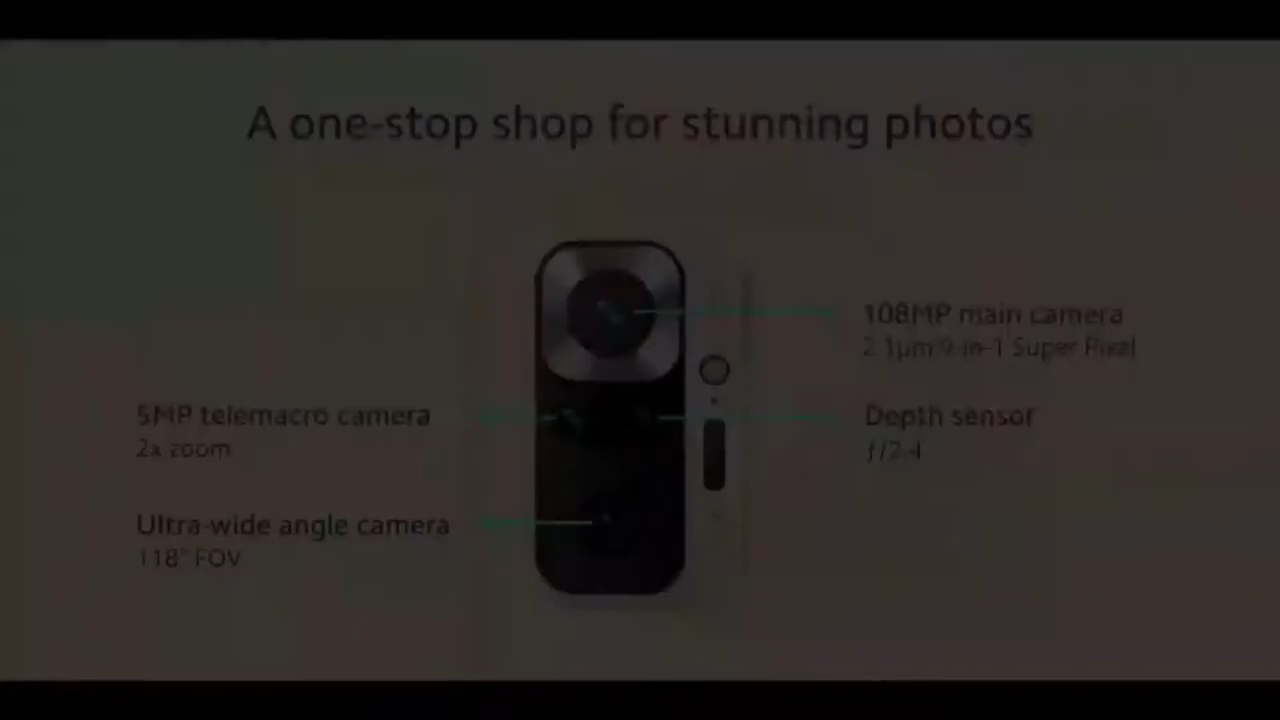 A one-stop shop for stunning photos
108MP main camera
2.1µm 9-in-1 Super Pixel
5MP telemacro camera
2x zoom
Depth sensor
ƒ/2.4
Ultra-wide angle camera
118° FOV